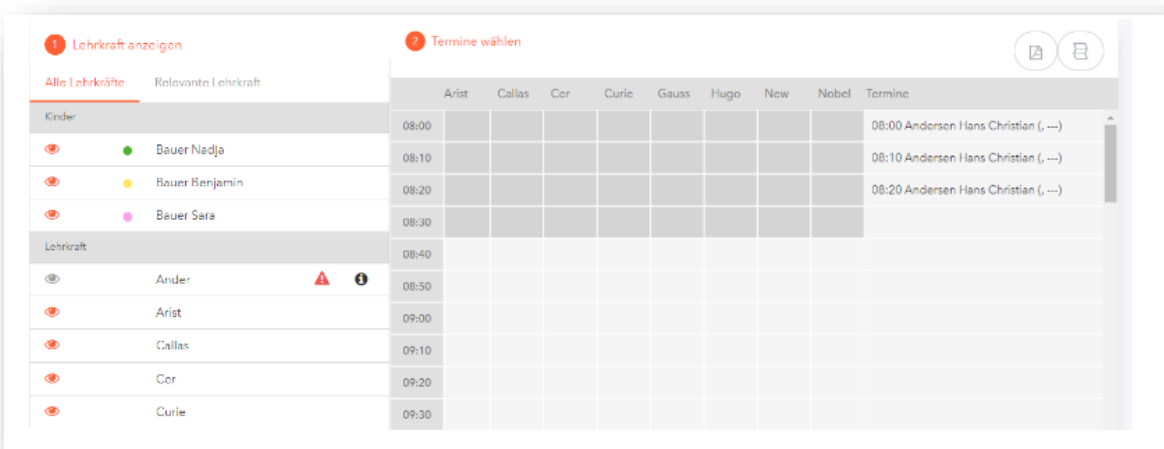 1 Lehrkraft anzeigen
Alle Lehrkräfte Relevante Lehrkraft
Kinder
Bauer Nadja
Bauer Benjamin
Bauer Sara
Lehrkraft
Ander
Arist
Callas
Cer
Curie
2 Termine wählen
Arist Callas Cer Curie Gauss Hugo New Nobel Termine
08:00 08:00 Andersen Hans Christian (, ---)
08:10 08:10 Andersen Hans Christian (, ---)
08:20 08:20 Andersen Hans Christian (, ---)
08:30
08:40
08:50
09:00
09:10
09:20
09:30